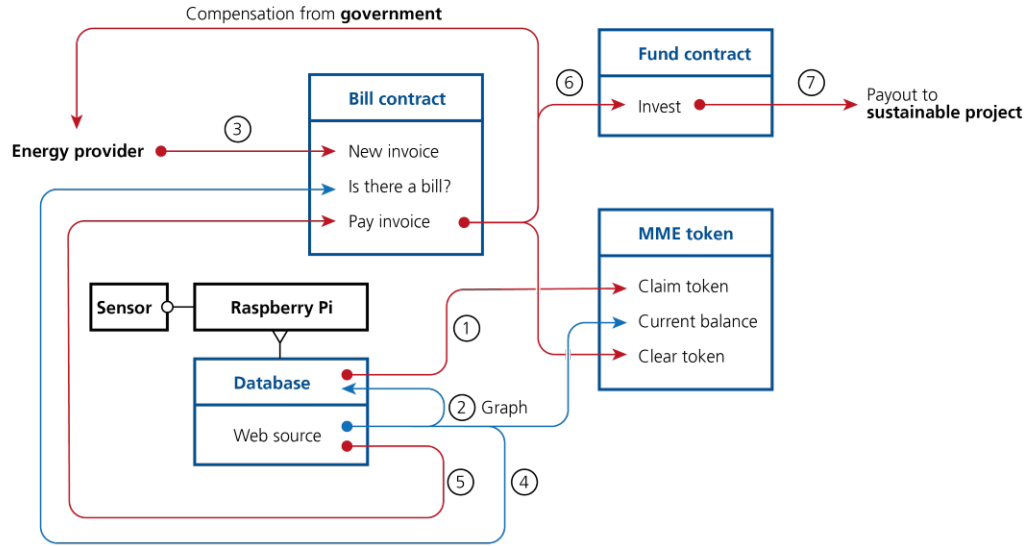 Compensation from government
Fund contract
6
7
Invest
Payout to
sustainable project
Bill contract
3
Energy provider
New invoice
Is there a bill?
Pay invoice
MME token
Claim token
Current balance
Clear token
Sensor
Raspberry Pi
1
Database
2 Graph
Web source
5
4